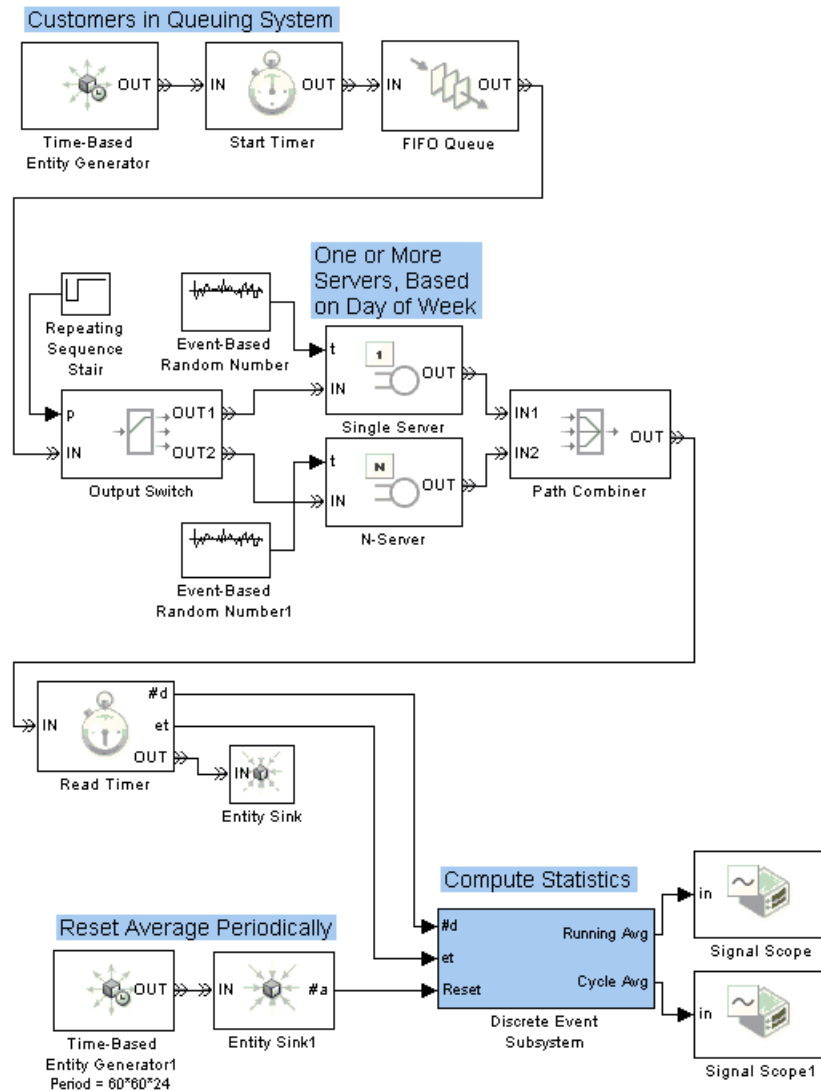 Customers in Queuing System
OUT
IN
OUT
IN
OUT
Time-Based
Entity Generator
Start Timer
FIFO Queue
One or More
Servers, Based
on Day of Week
Repeating
Sequence
Stair
Event-Based
Random Number
t
1
IN
OUT
Single Server
p
IN
OUT1
OUT2
Output Switch
t
N
IN
OUT
N-Server
IN1
IN2
OUT
Path Combiner
Event-Based
Random Number1
IN
#d
et
OUT
Read Timer
IN
Entity Sink
Compute Statistics
#d
et
Reset
Running Avg
Cycle Avg
Discrete Event
Subsystem
in
Signal Scope
in
Signal Scope1
Reset Average Periodically
OUT
IN
#a
Time-Based
Entity Generator1
Period = 60*60*24
Entity Sink1